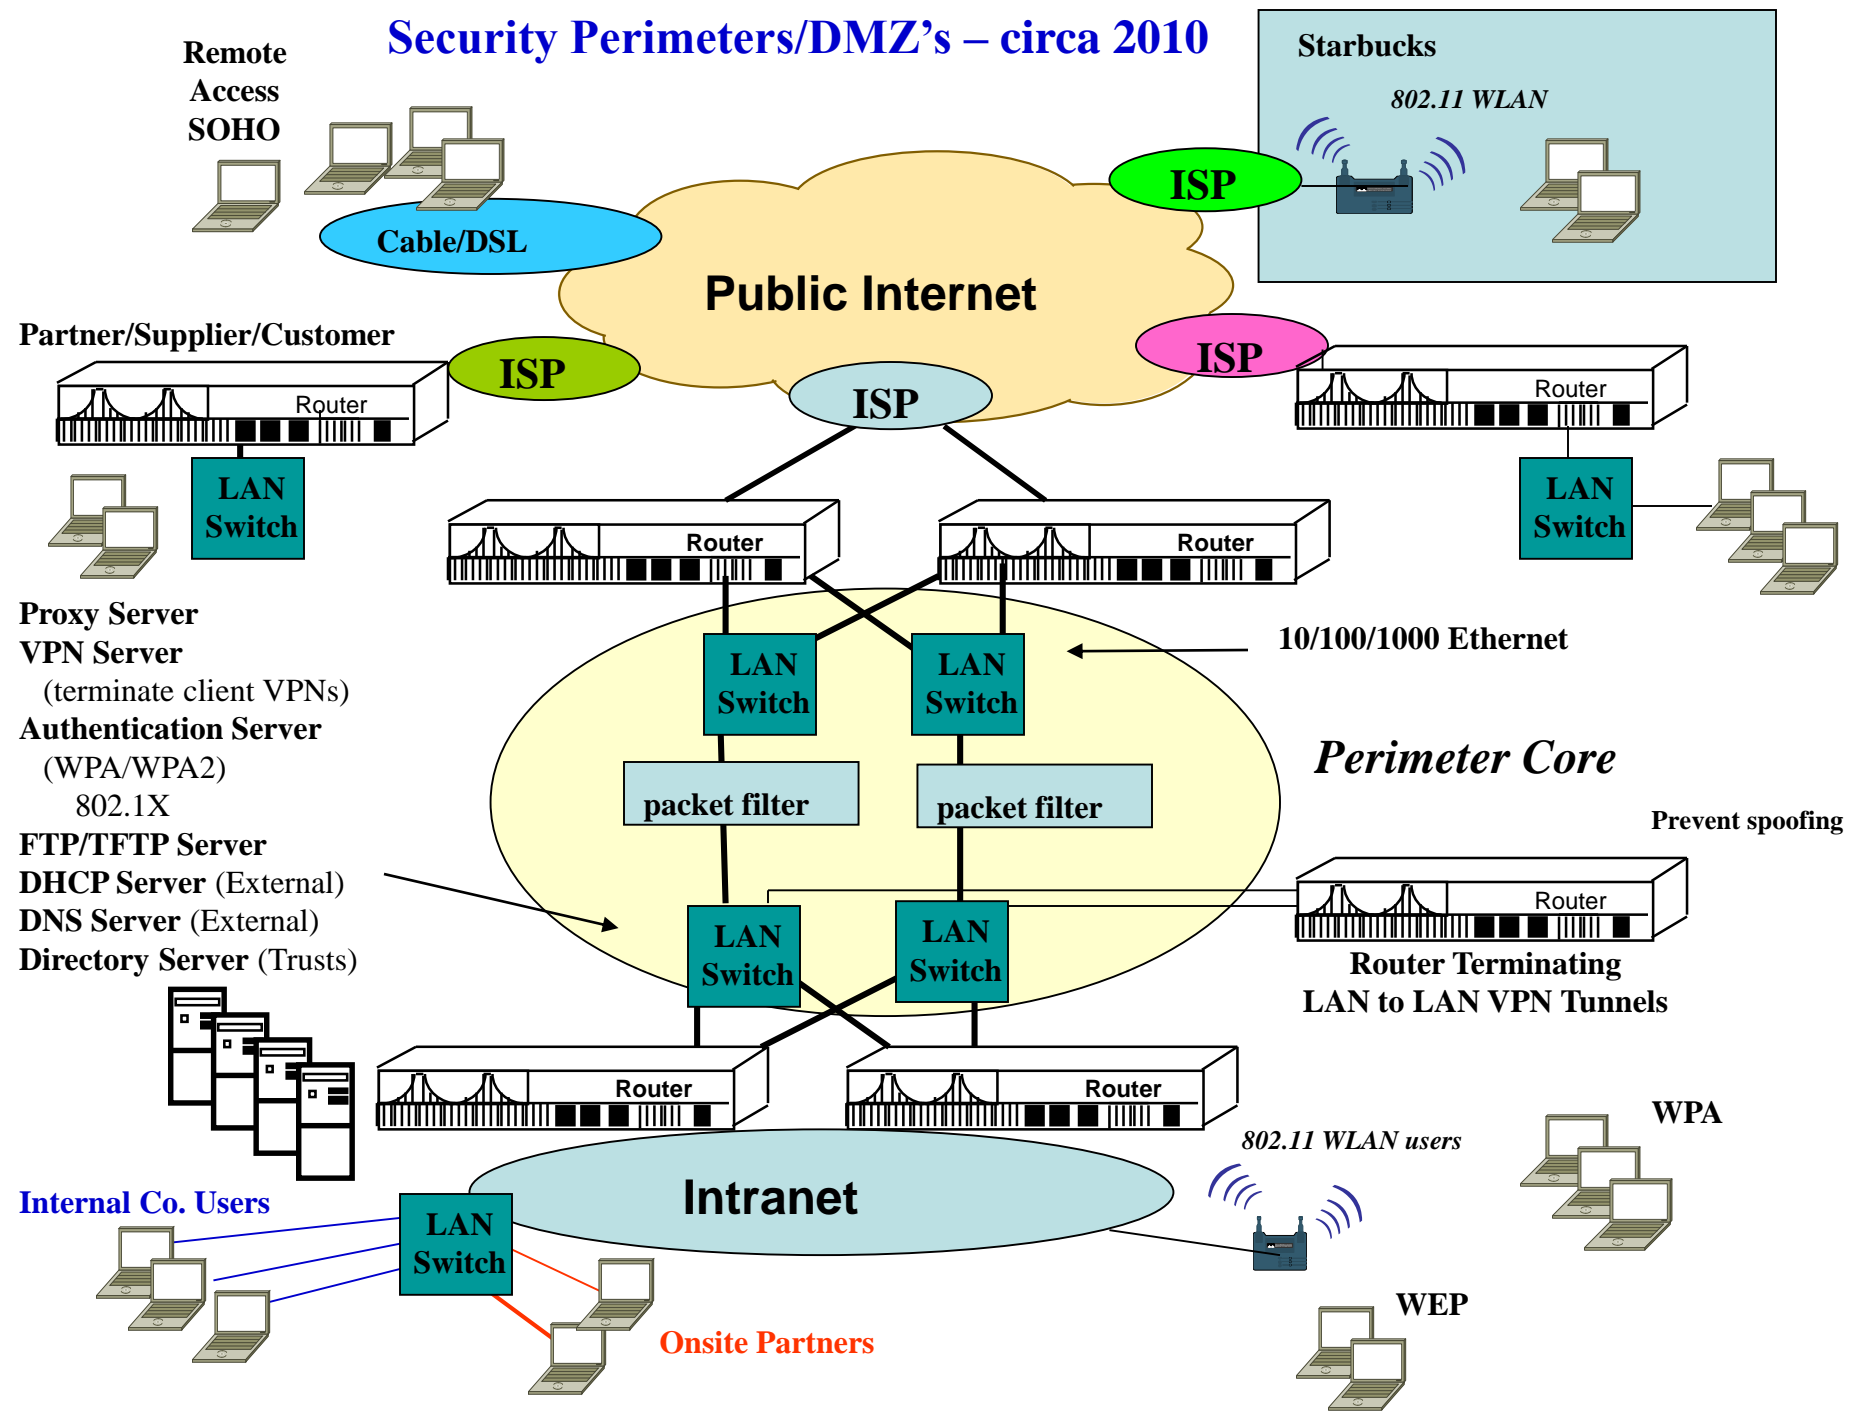 Security Perimeters/DMZ's – circa 2010
Remote
Access
SOHO
Starbucks
802.11 WLAN
ISP
Cable/DSL
Public Internet
Partner/Supplier/Customer
Router
ISP
ISP
ISP
Router
LAN
Switch
LAN
Switch
Router
Router
Proxy Server
VPN Server
(terminate client VPNs)
Authentication Server
(WPA/WPA2)
802.1X
FTP/TFTP Server
DHCP Server (External)
DNS Server (External)
Directory Server (Trusts)
LAN
Switch
LAN
Switch
10/100/1000 Ethernet
Perimeter Core
packet filter
packet filter
Prevent spoofing
Router
Router Terminating
LAN to LAN VPN Tunnels
LAN
Switch
LAN
Switch
Router
Router
Intranet
802.11 WLAN users
WPA
WEP
Internal Co. Users
LAN
Switch
Onsite Partners